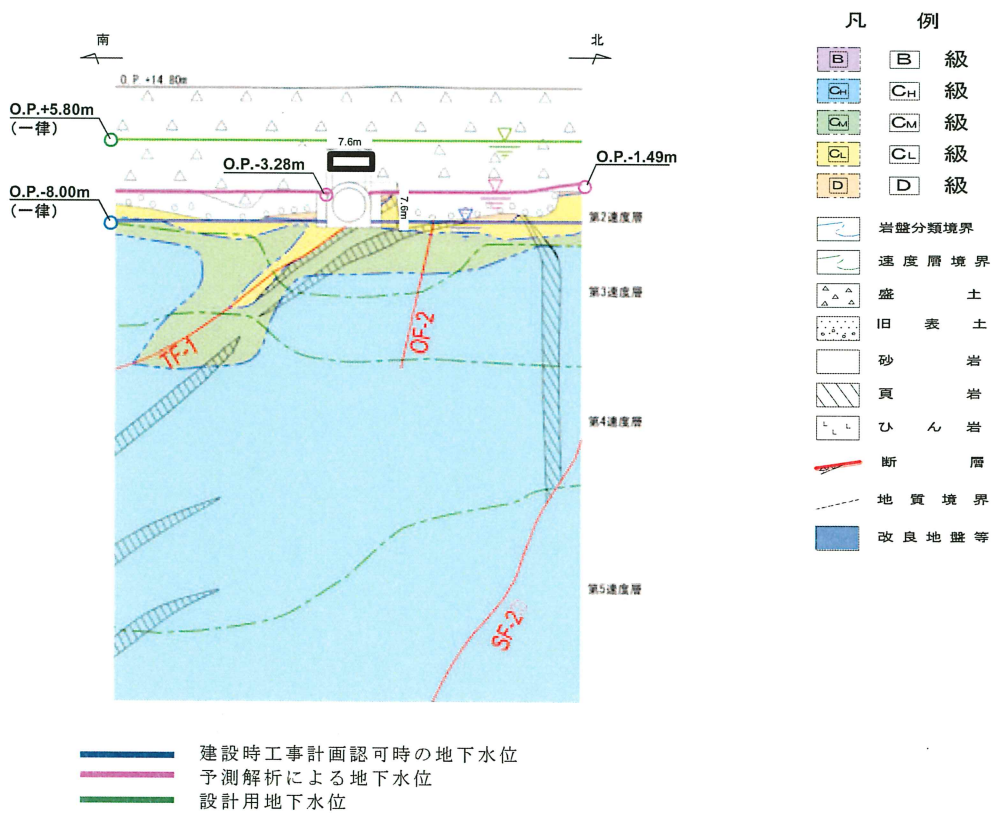 南
北
O.P.+14.80m
O.P.+5.80m
(一律)
7.6m
O.P.-3.28m
O.P.-1.49m
O.P.-8.00m
(一律)
7.6m
第2速度層
第3速度層
TF-1
OF-2
第4速度層
第5速度層
SF-2
凡 例
B B 級
CH CH 級
CM CM 級
CL CL 級
D D 級
岩盤分類境界
速度層境界
盛土
旧表土
砂岩
頁岩
ひん岩
断層
地質境界
改良地盤等
建設時工事計画認可時の地下水位
予測解析による地下水位
設計用地下水位